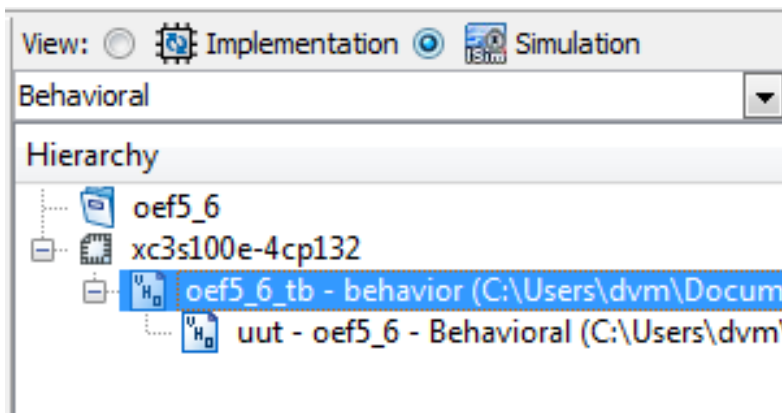 View: Implementation Simulation
Behavioral
Hierarchy
oef5_6
xc3s100e-4cp132
oef5_6_tb - behavior (C:\Users\dvm\Docum
uut - oef5_6 - Behavioral (C:\Users\dvm\